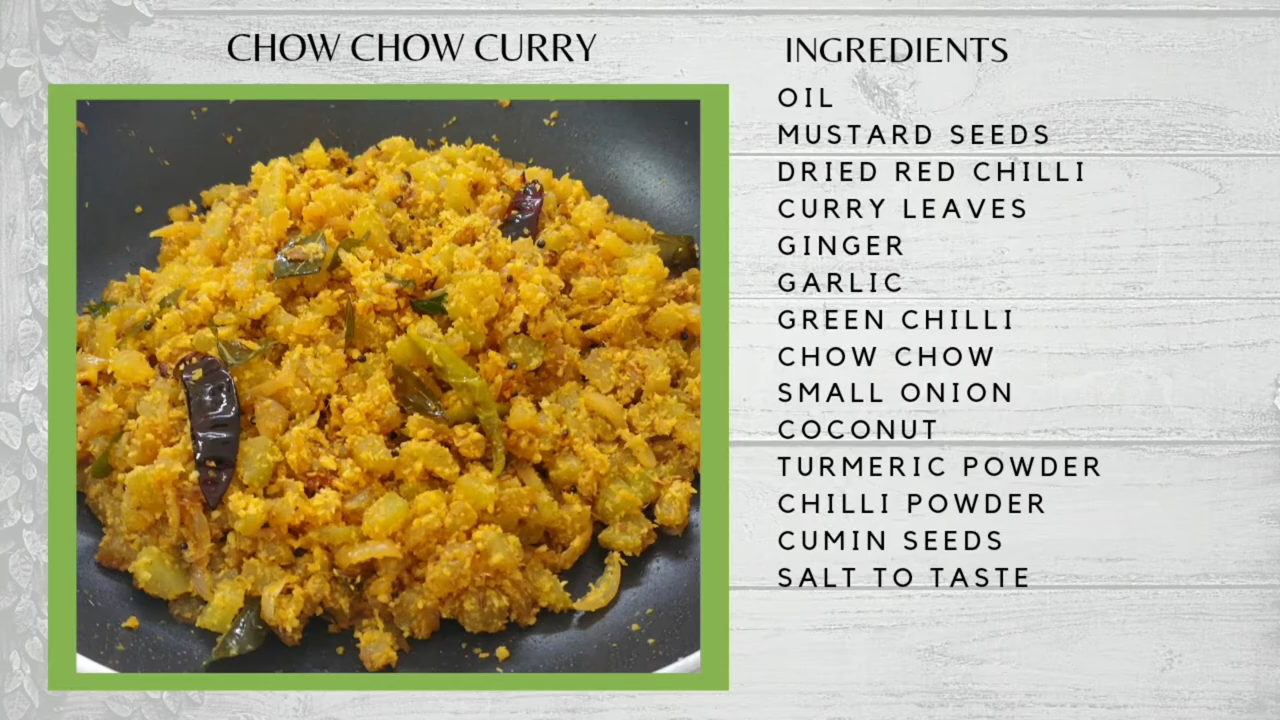 CHOW CHOW CURRY
INGREDIENTS
OIL
MUSTARD SEEDS
DRIED RED CHILLI
CURRY LEAVES
GINGER
GARLIC
GREEN CHILLI
CHOW CHOW
SMALL ONION
COCONUT
TURMERIC POWDER
CHILLI POWDER
CUMIN SEEDS
SALT TO TASTE